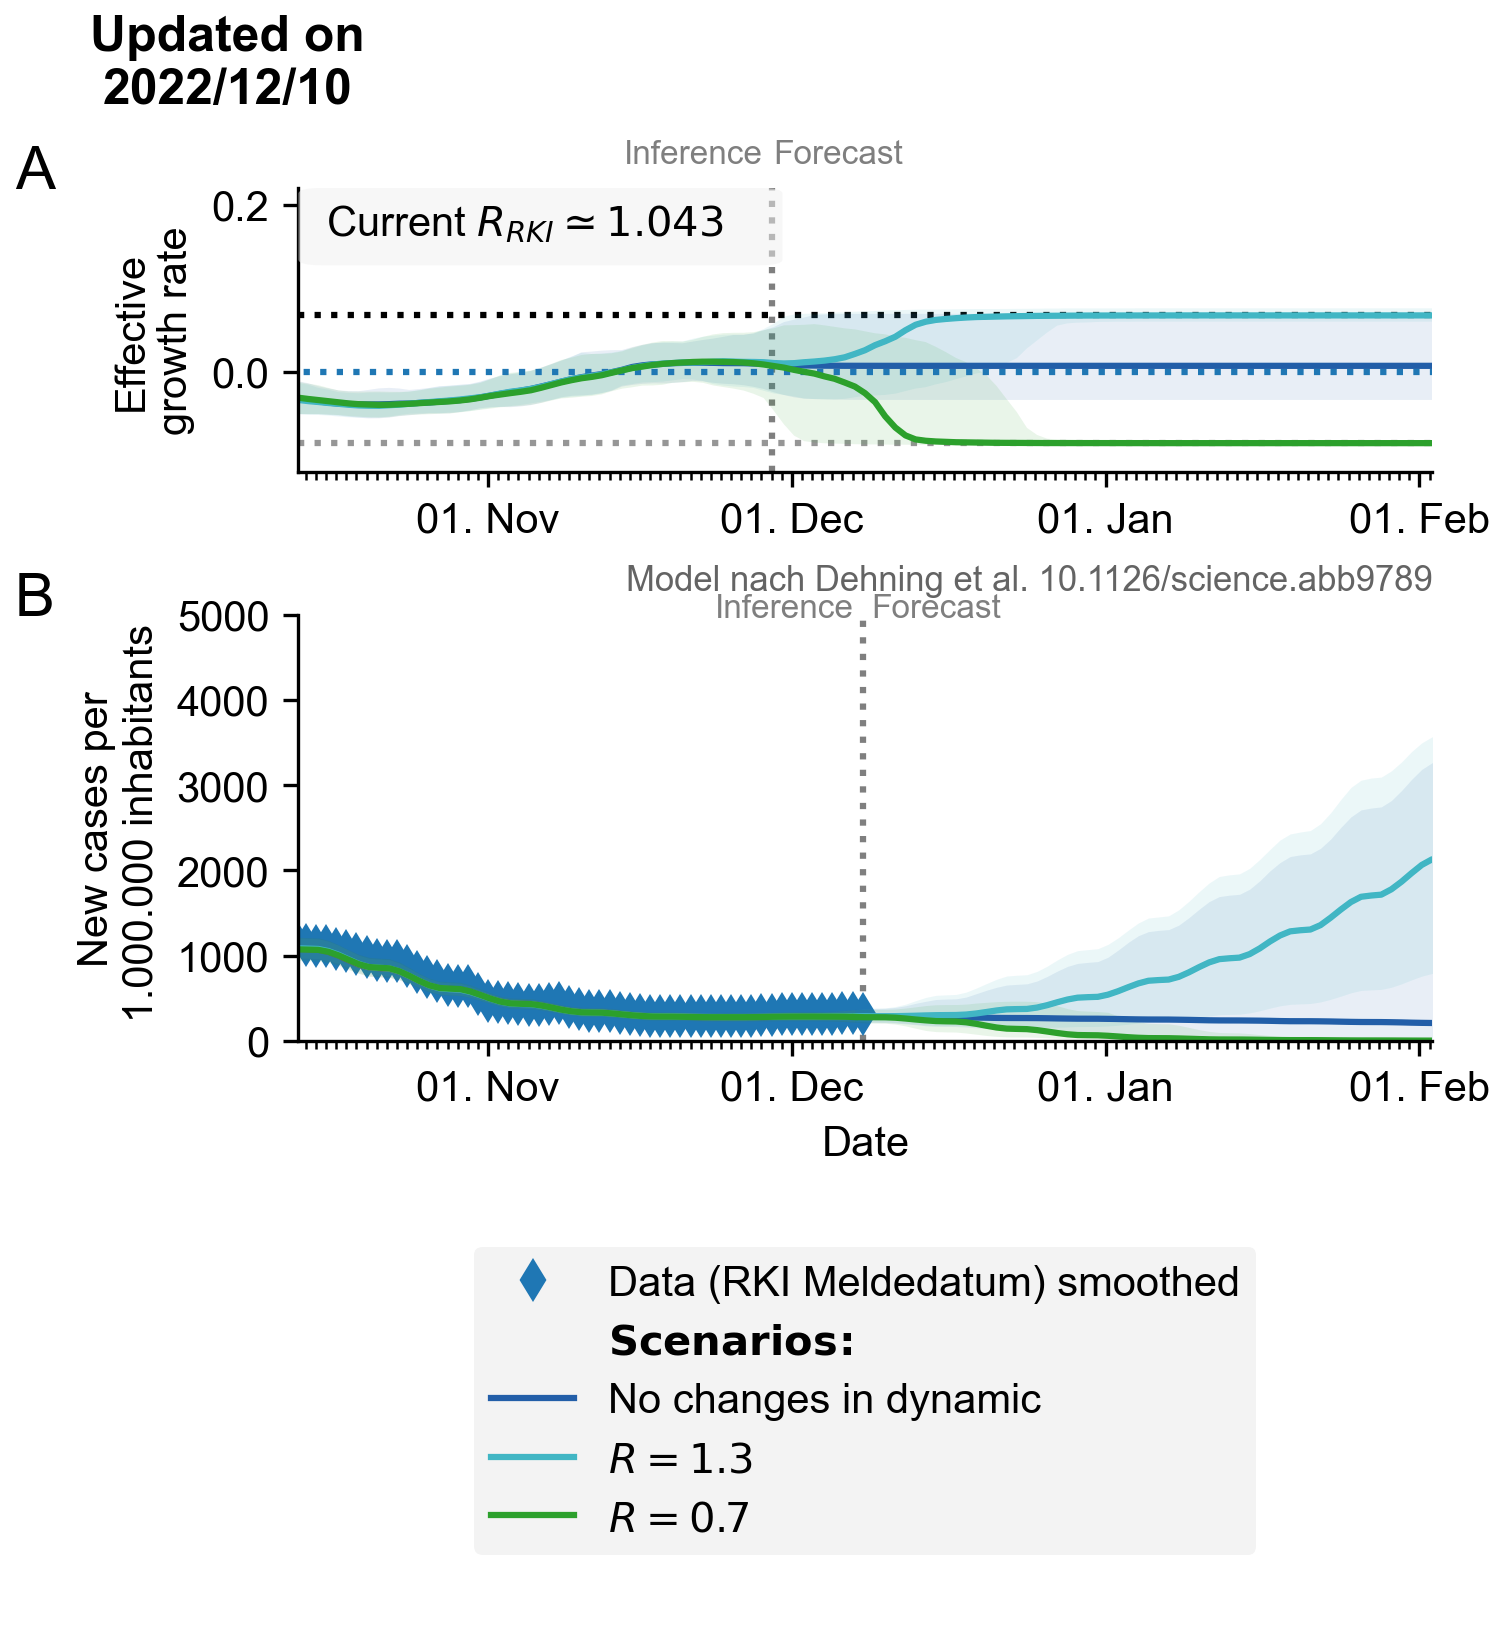 Updated on
2022/12/10
A
Inference Forecast
Current R_RKI ≃ 1.043
Effective
growth rate
0.2
0.0
01. Nov 01. Dec 01. Jan 01. Feb
B
Model nach Dehning et al. 10.1126/science.abb9789
Inference Forecast
New cases per
1.000.000 inhabitants
5000
4000
3000
2000
1000
0
01. Nov 01. Dec 01. Jan 01. Feb
Date
Data (RKI Meldedatum) smoothed
Scenarios:
No changes in dynamic
R = 1.3
R = 0.7